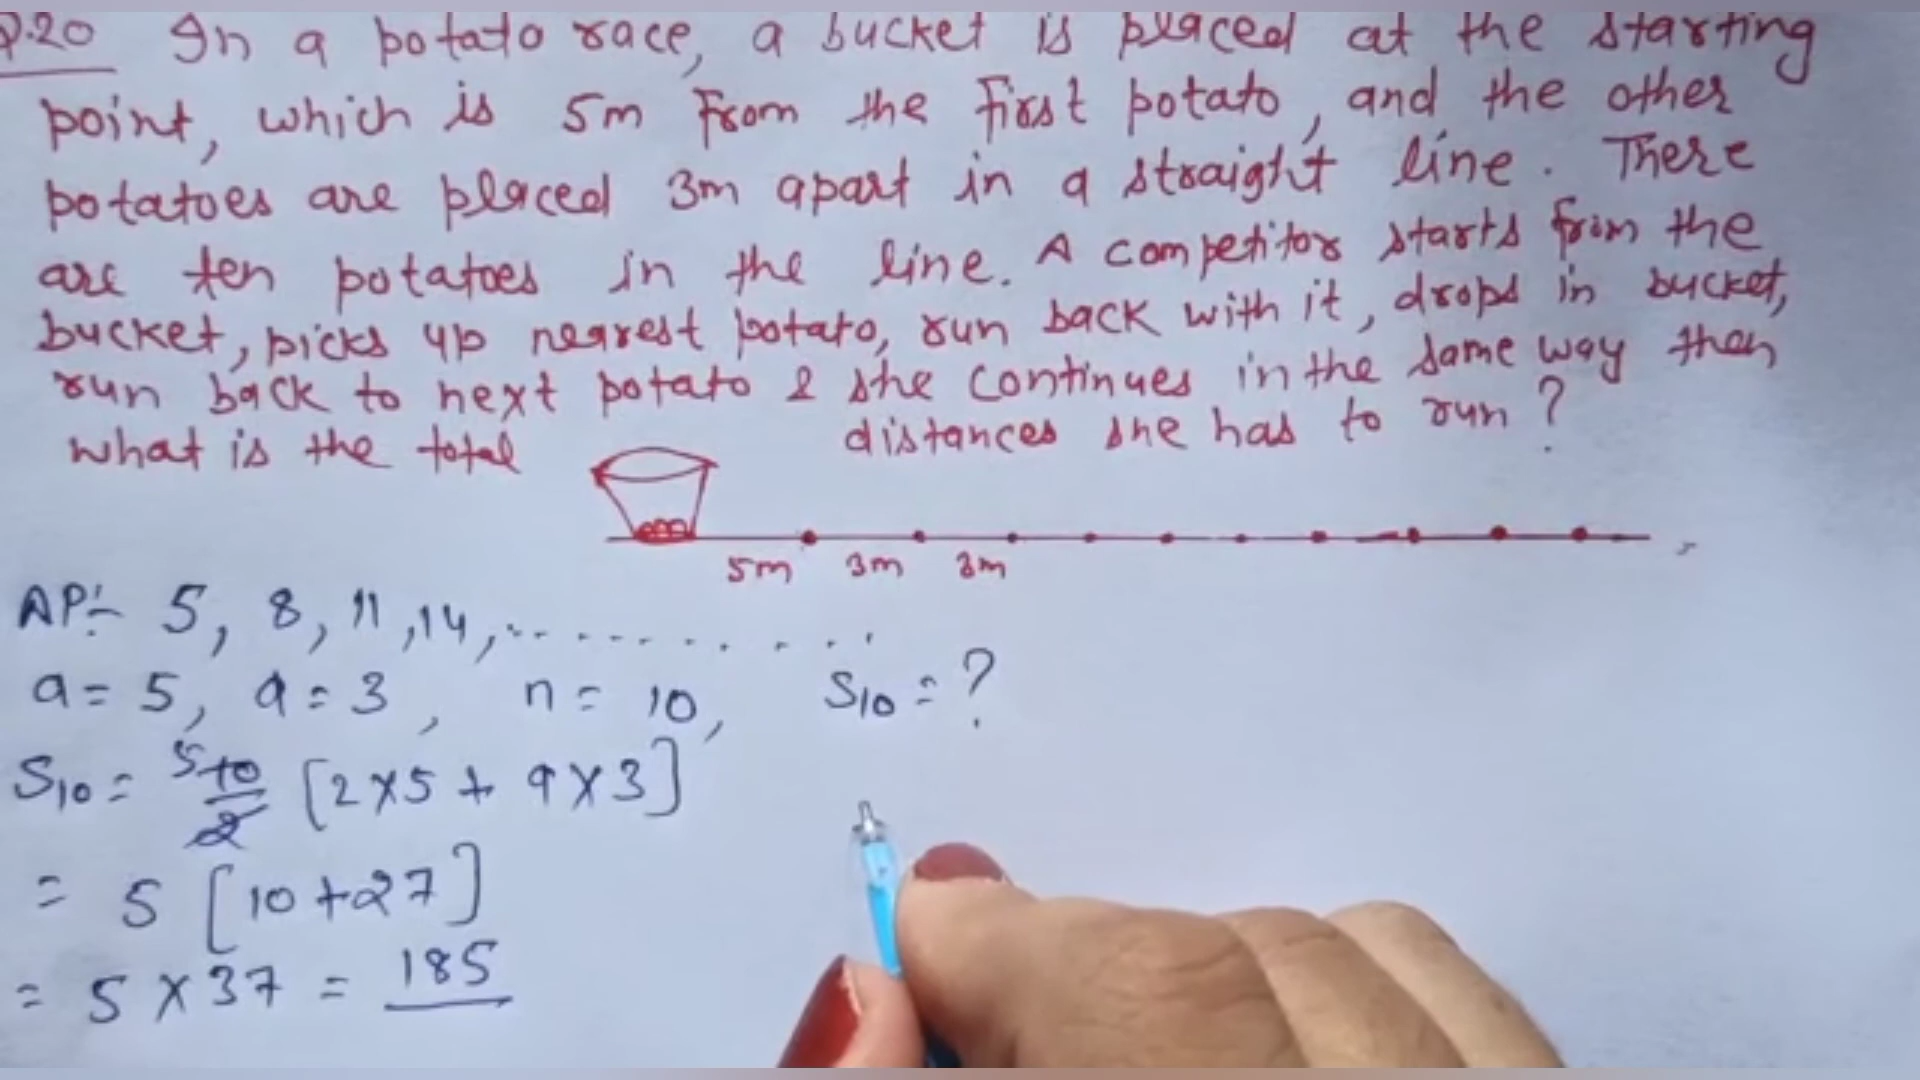 Q.20 In a potato race, a bucket is placed at the starting
point, which is 5m from the first potato, and the other
potatoes are placed 3m apart in a straight line. There
are ten potatoes in the line. A competitor starts from the
bucket, picks up nearest potato, run back with it, drops in bucket,
run back to next potato & she continues in the same way then
what is the total distances she has to run?
5m 3m 3m
AP:- 5, 8, 11, 14, ...........
a = 5, d = 3, n = 10, S10 = ?
S10 = 5 10/2 [2×5 + 9×3]
= 5 [10+27]
= 5 × 37 = 185